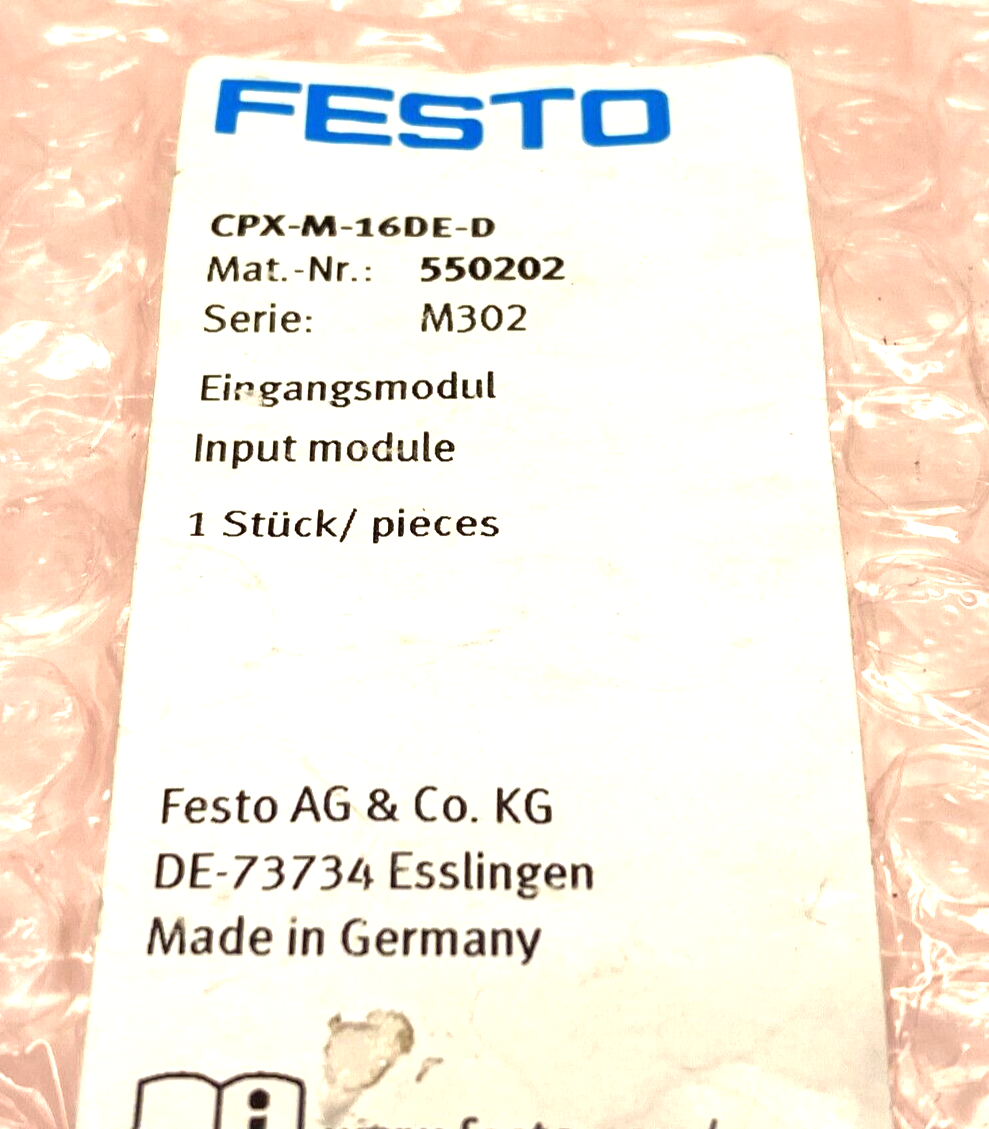 FESTO
CPX-M-16DE-D
Mat.-Nr.: 550202
Serie: M302
Eingangsmodul
Input module
1 Stück/ pieces
Festo AG & Co. KG
DE-73734 Esslingen
Made in Germany